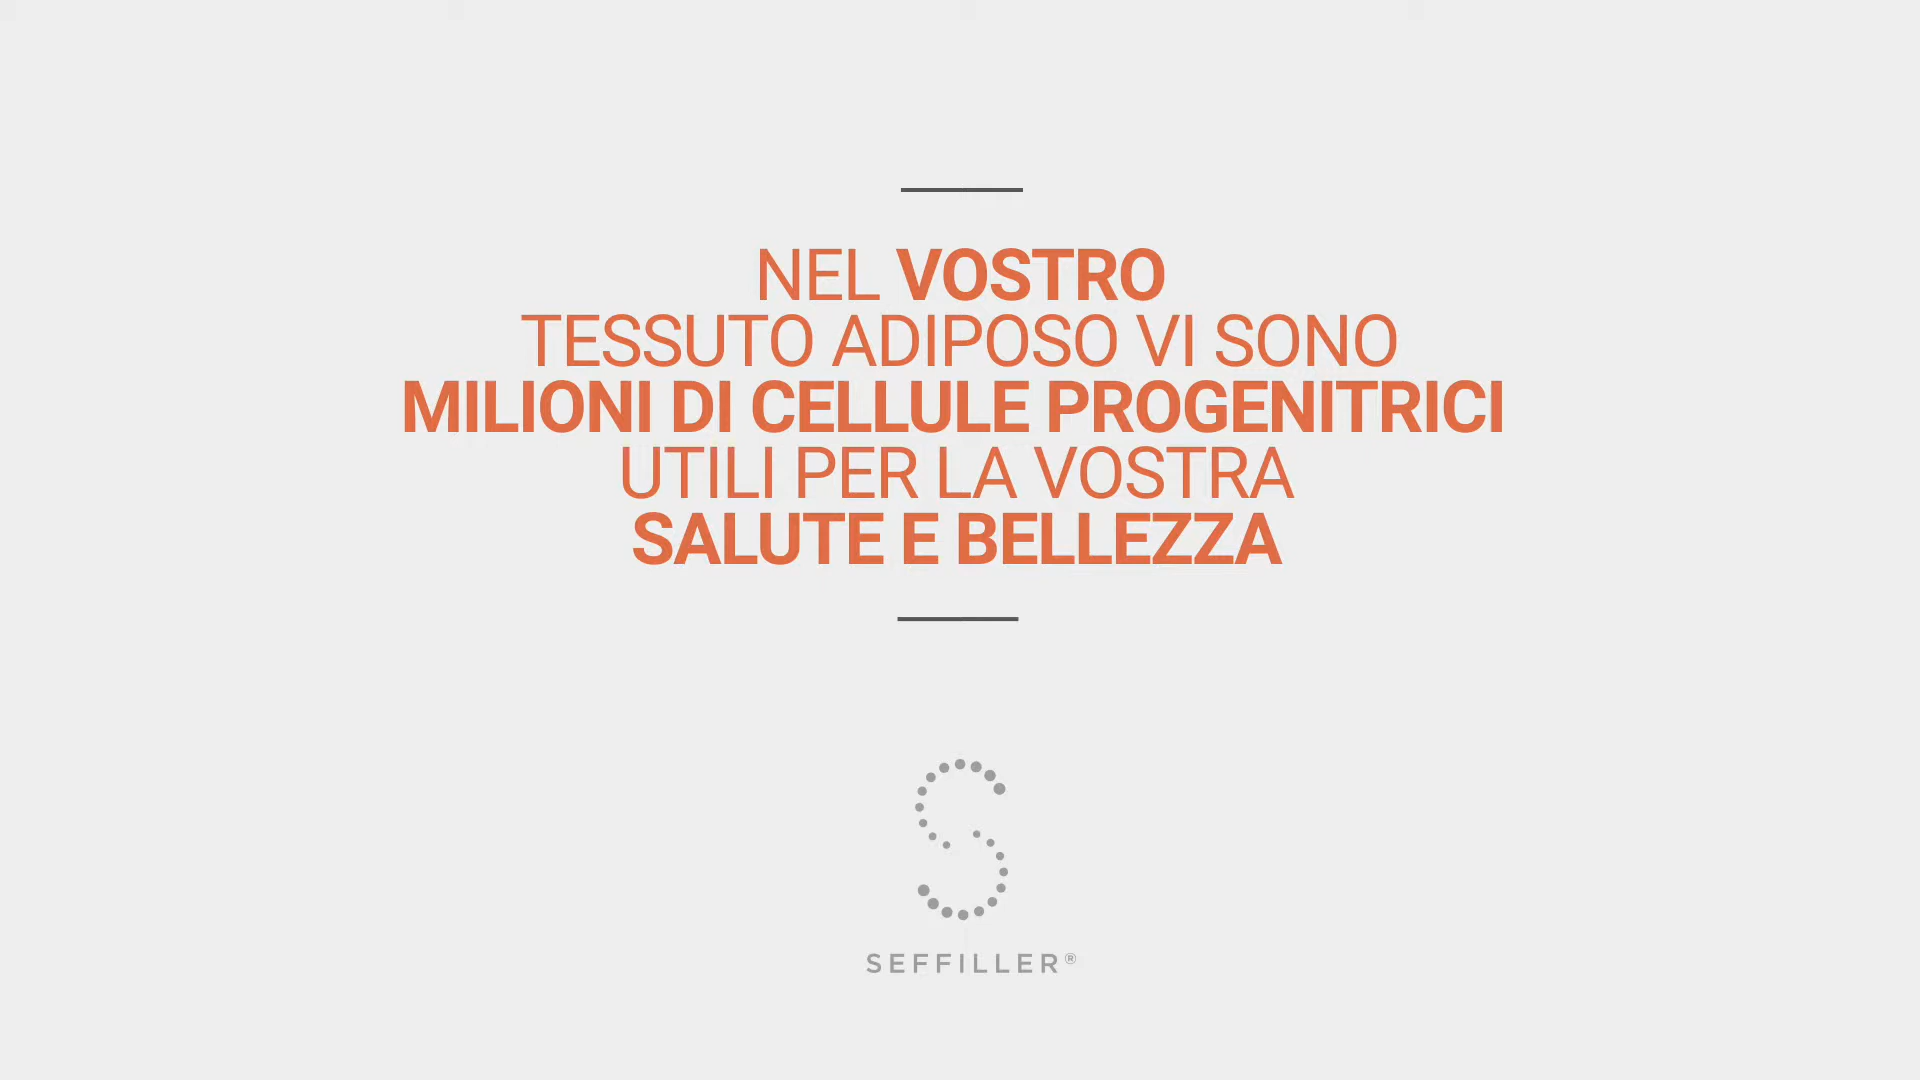 NEL VOSTRO
TESSUTO ADIPOSO VI SONO
MILIONI DI CELLULE PROGENITRICI
UTILI PER LA VOSTRA
SALUTE E BELLEZZA
SEFFILLER®